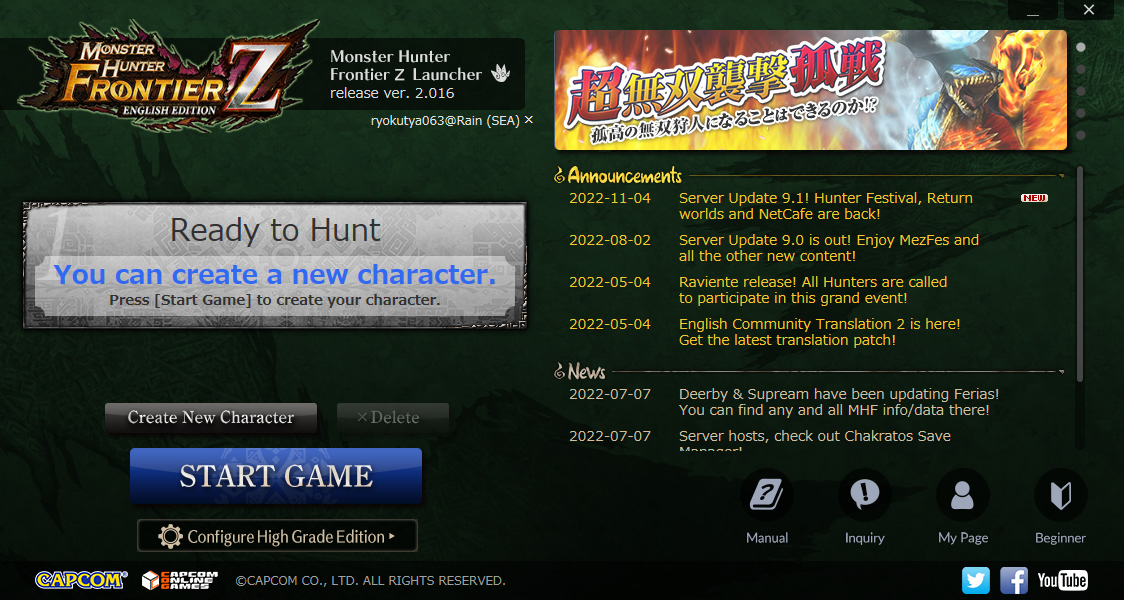 MONSTER
HUNTER
FRONTIER Z
ENGLISH EDITION
Monster Hunter
Frontier Z Launcher
release ver. 2.016
ryokutya063@Rain (SEA) ×
超無双襲撃孤戦
孤高の無双狩人になることはできるのか!?
Ready to Hunt
You can create a new character.
Press [Start Game] to create your character.
Create New Character
×Delete
START GAME
Configure High Grade Edition
Announcements
2022-11-04 Server Update 9.1! Hunter Festival, Return NEW
worlds and NetCafe are back!
2022-08-02 Server Update 9.0 is out! Enjoy MezFes and
all the other new content!
2022-05-04 Raviente release! All Hunters are called
to participate in this grand event!
2022-05-04 English Community Translation 2 is here!
Get the latest translation patch!
News
2022-07-07 Deerby & Supream have been updating Ferias!
You can find any and all MHF info/data there!
2022-07-07 Server hosts, check out Chakratos Save
Manager!
Manual
Inquiry
My Page
Beginner
CAPCOM
CAPCOM
ONLINE
GAMES
©CAPCOM CO., LTD. ALL RIGHTS RESERVED.
YouTube